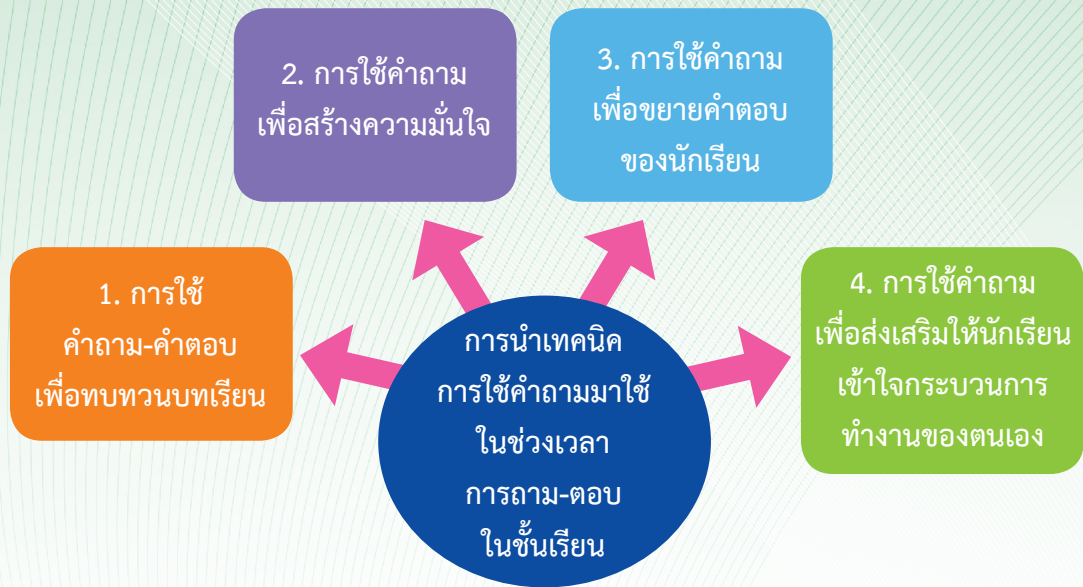 2. การใช้คำถาม
เพื่อสร้างความมั่นใจ
3. การใช้คำถาม
เพื่อขยายคำตอบ
ของนักเรียน
1. การใช้
คำถาม-คำตอบ
เพื่อทบทวนบทเรียน
4. การใช้คำถาม
เพื่อส่งเสริมให้นักเรียน
เข้าใจกระบวนการ
ทำงานของตนเอง
การนำเทคนิค
การใช้คำถามมาใช้
ในช่วงเวลา
การถาม-ตอบ
ในชั้นเรียน